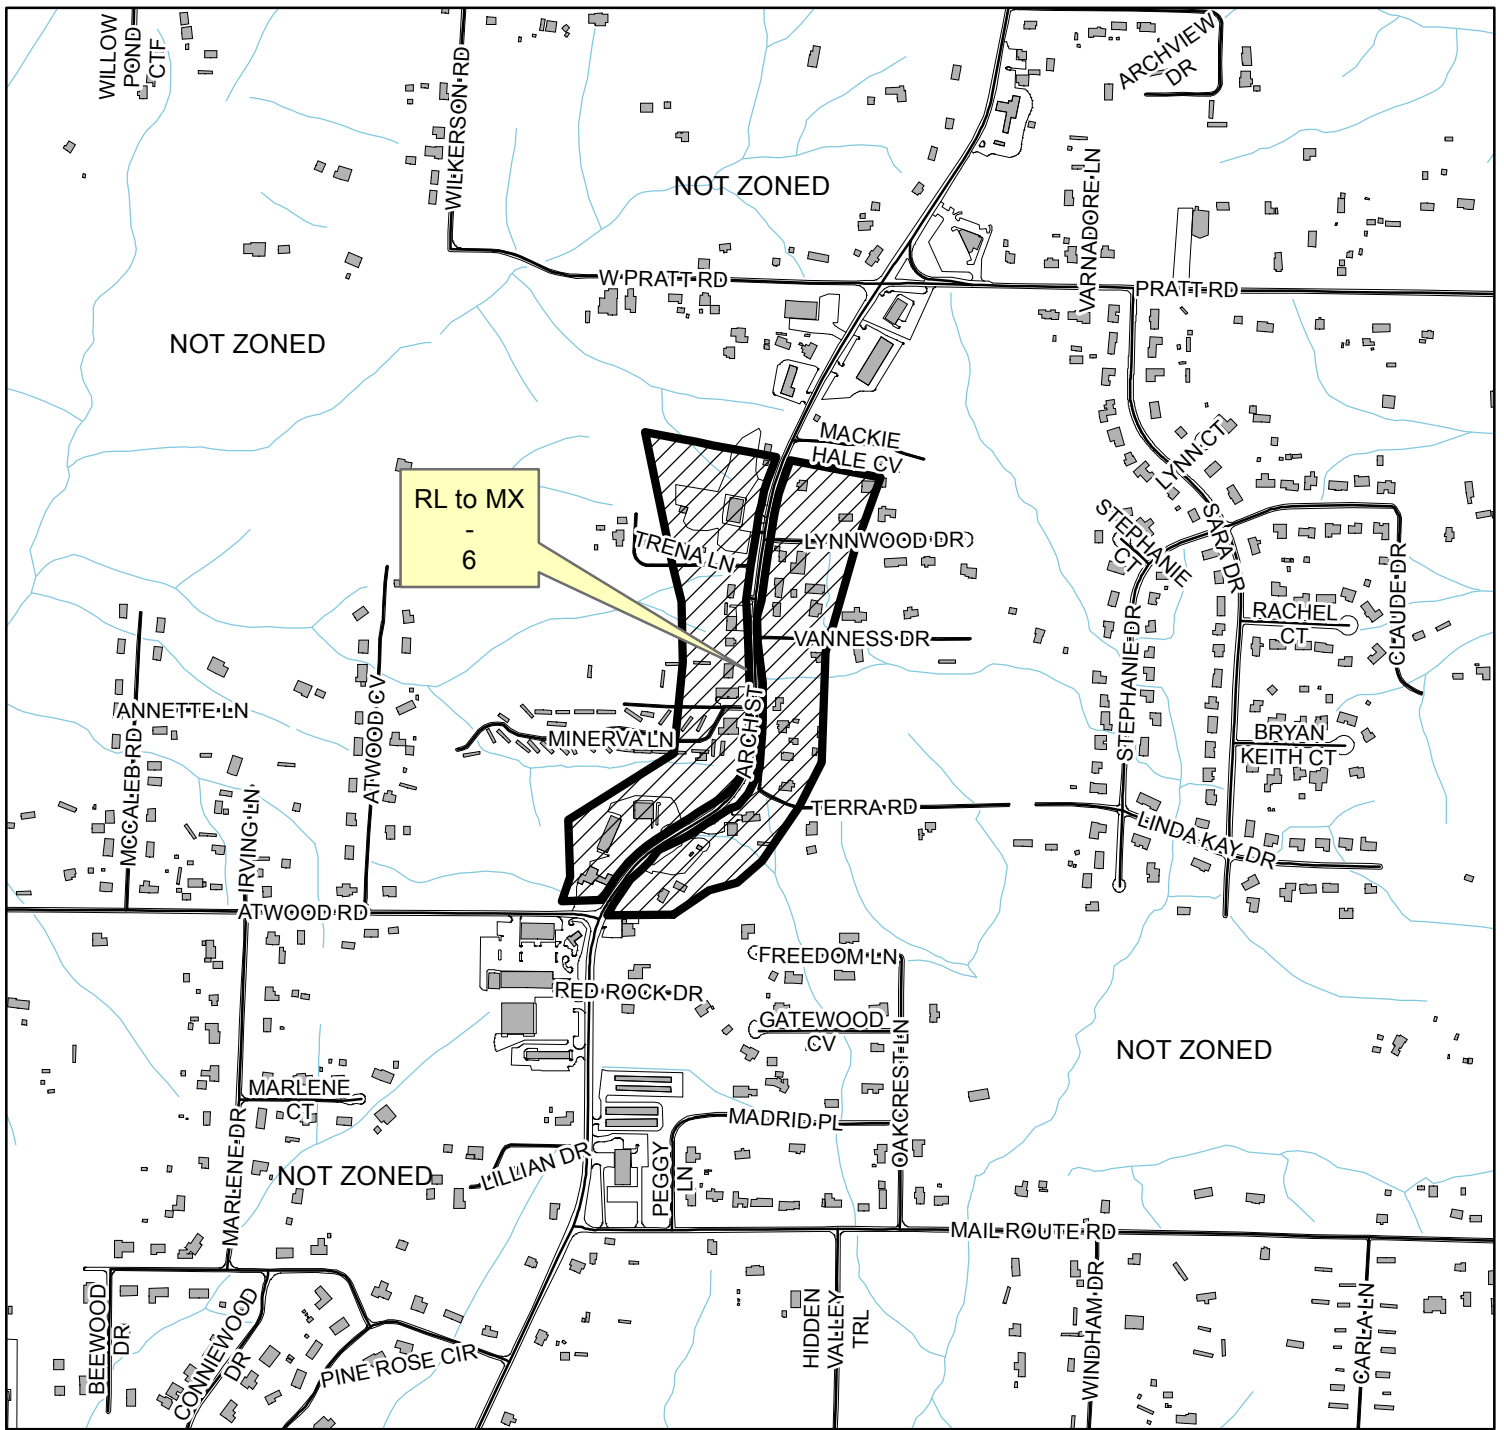 WILLOW
POND
CTF
WILKERSON RD
ARCHVIEW
DR
NOT ZONED
VARNADORE LN
W PRATT RD
PRATT RD
NOT ZONED
MACKIE
HALE CV
LYNN CT
RL to MX
-
6
TRENA LN
LYNNWOOD DR
STEPHANIE
CT
SARA DR
CLAUDE DR
RACHEL
CT
VANNESS DR
STEPHANIE DR
ANNETTE LN
MCCALEB RD
ATWOOD CV
MINERVA LN
ARCH ST
BRYAN
KEITH CT
IRVING LN
TERRA RD
LINDA KAY DR
ATWOOD RD
FREEDOM LN
RED ROCK DR
GATEWOOD
CV
OAKCREST LN
NOT ZONED
MARLENE
CT
MARLENE DR
MADRID PL
PEGGY
LN
NOT ZONED
LILLIAN DR
MAIL ROUTE RD
BEEWOOD
DR
CONNIEWOOD
DR
PINE ROSE CIR
HIDDEN
VALLEY
TRL
WINDHAM DR
CARLA LN